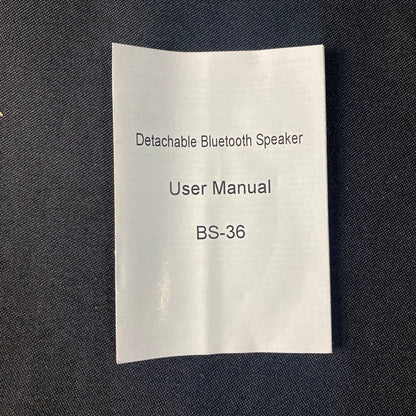 Detachable Bluetooth Speaker
User Manual
BS-36